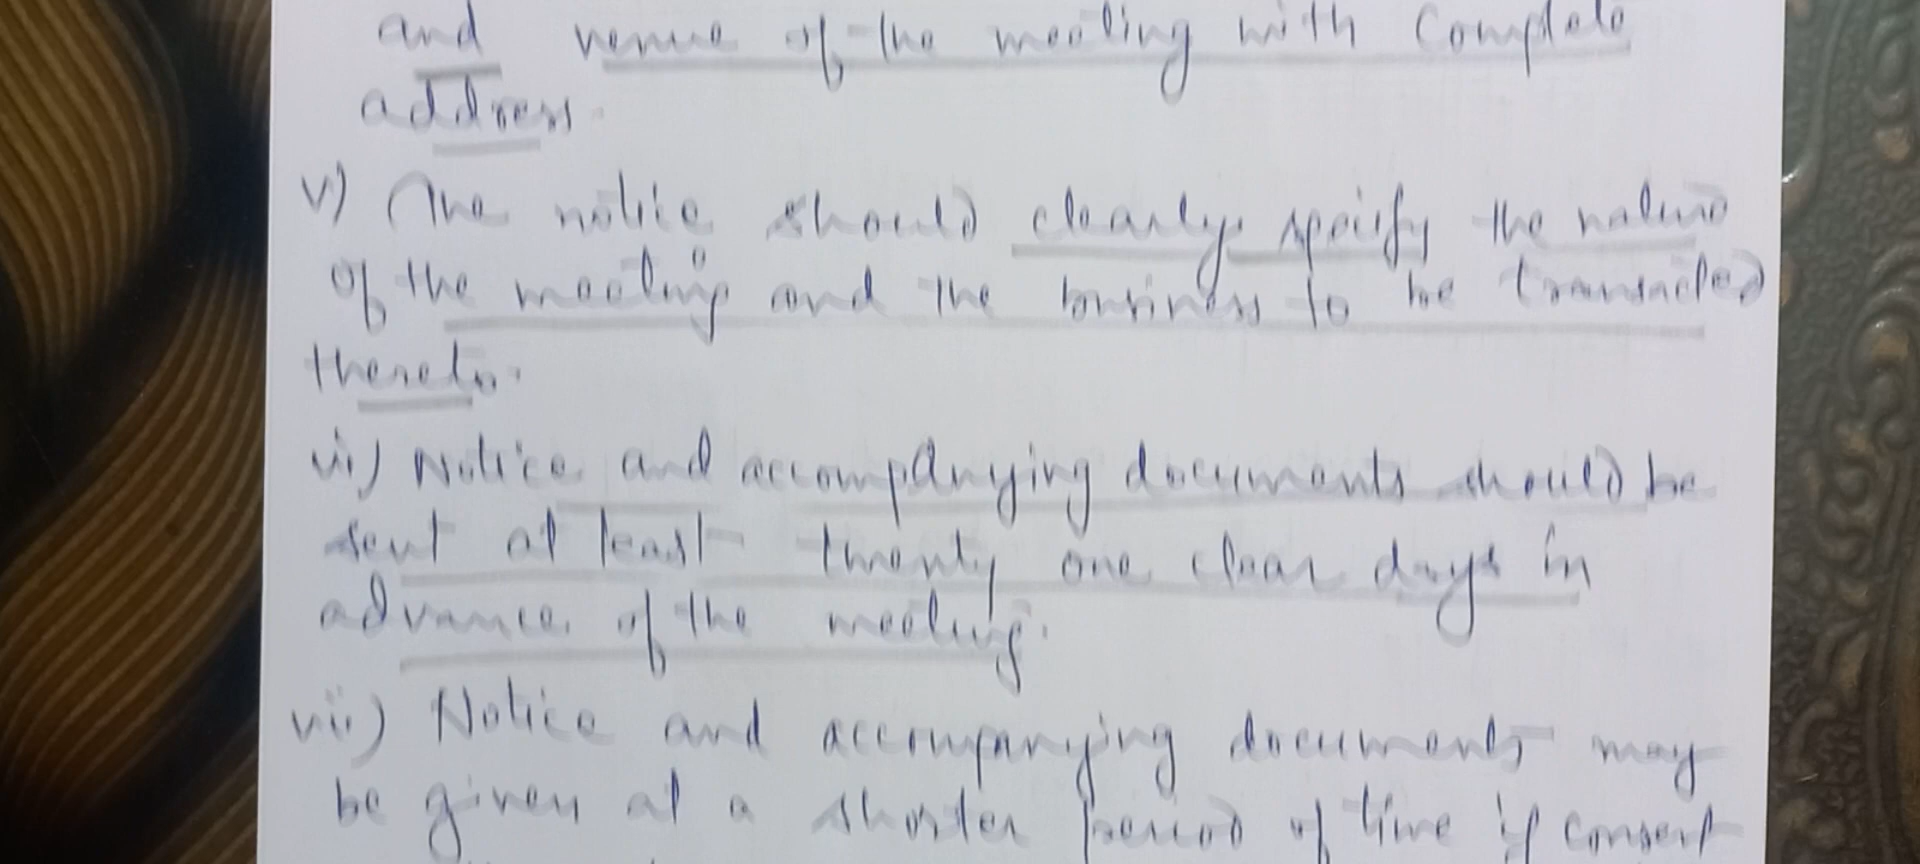 and venue of the meeting with Complete
address.
v) The notice should clearly specify the nature
of the meeting and the business to be transacted
thereto.
vi) Notice and accompanying documents should be
sent at least twenty one clear days in
advance of the meeting.
vii) Notice and accompanying documents may
be given at a shorter period of time if consent